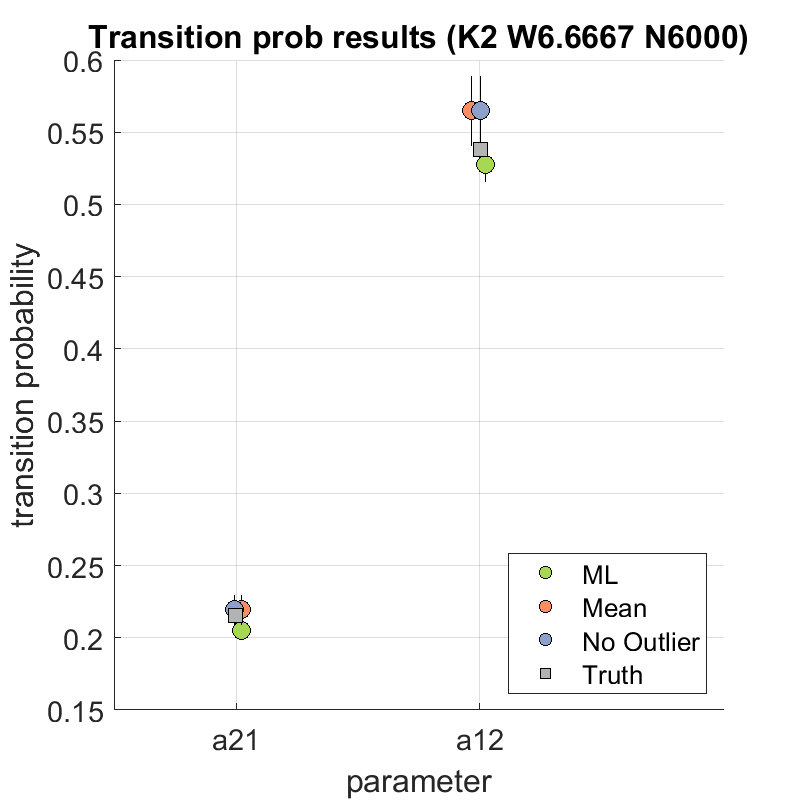 Transition prob results (K2 W6.6667 N6000)
0.6
0.55
0.5
0.45
0.4
0.35
0.3
0.25
0.2
0.15
transition probability
a21
a12
parameter
ML
Mean
No Outlier
Truth